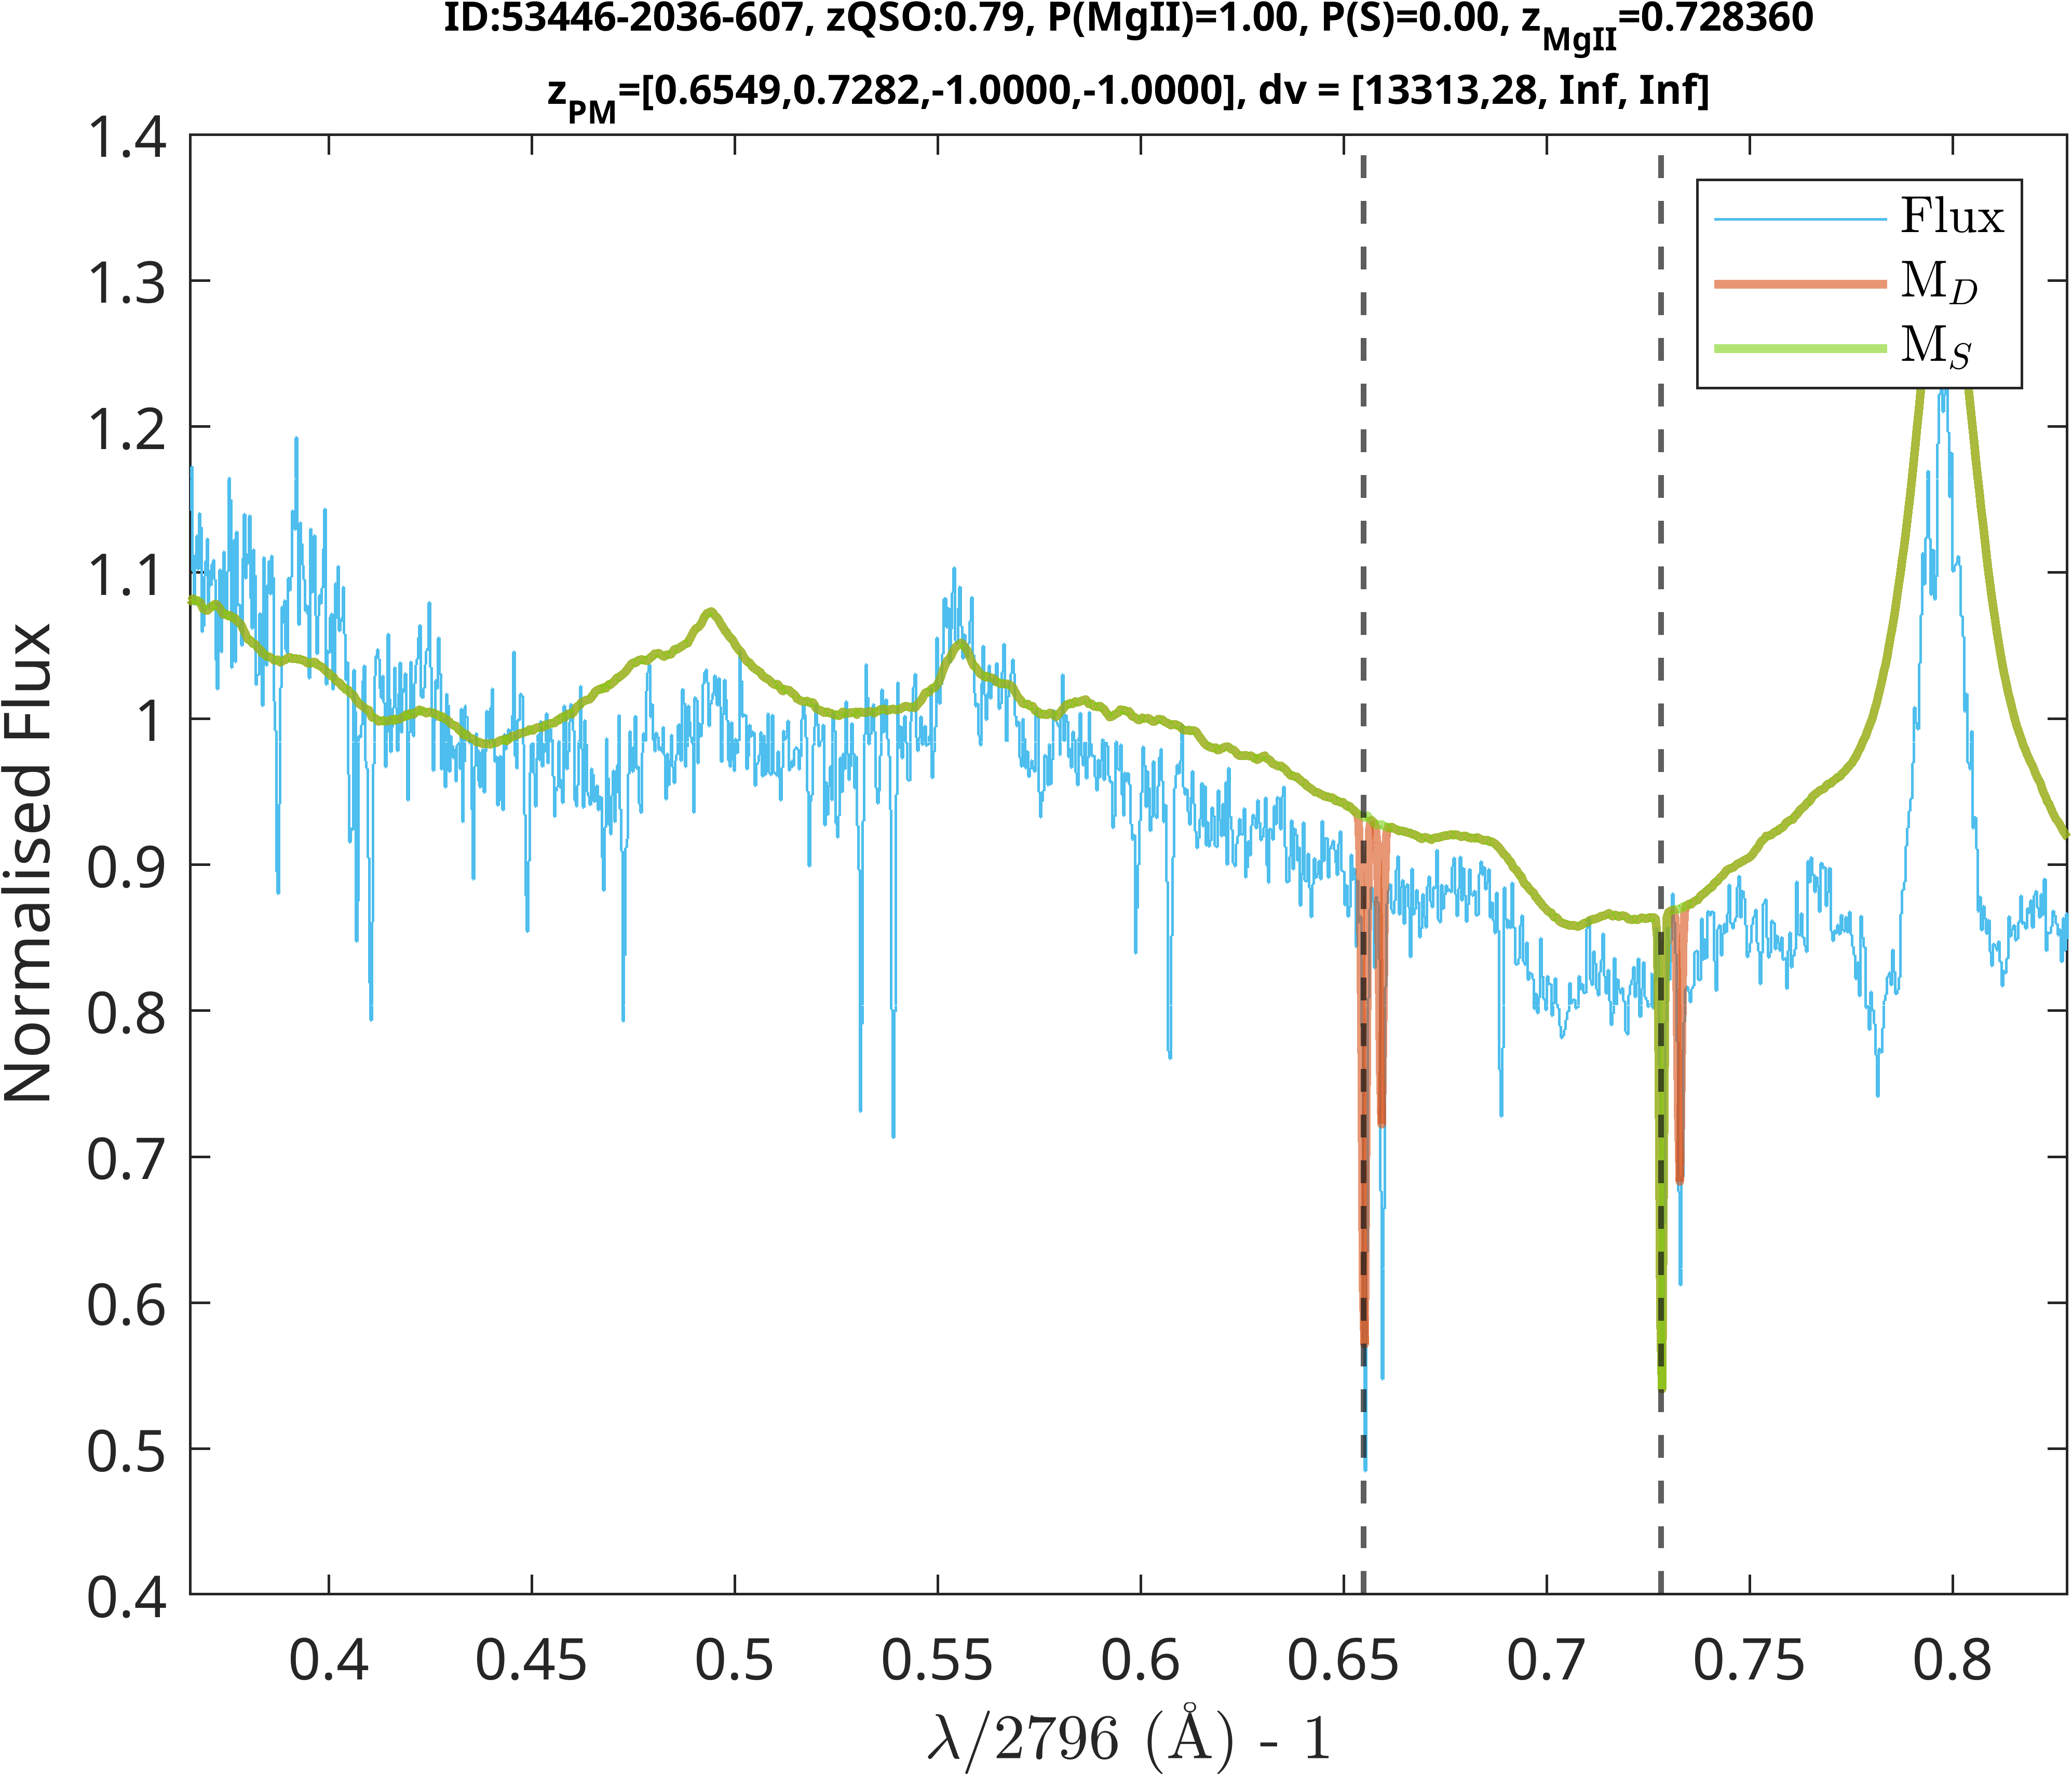 ID:53446-2036-607, zQSO:0.79, P(MgII)=1.00, P(S)=0.00, zMgII=0.728360
zPM=[0.6549,0.7282,-1.0000,-1.0000], dv = [13313,28, Inf, Inf]
1.4
1.3
1.2
1.1
1
0.9
0.8
0.7
0.6
0.5
0.4
Normalised Flux
Flux
MD
MS
0.4 0.45 0.5 0.55 0.6 0.65 0.7 0.75 0.8
λ/2796 (Å) - 1